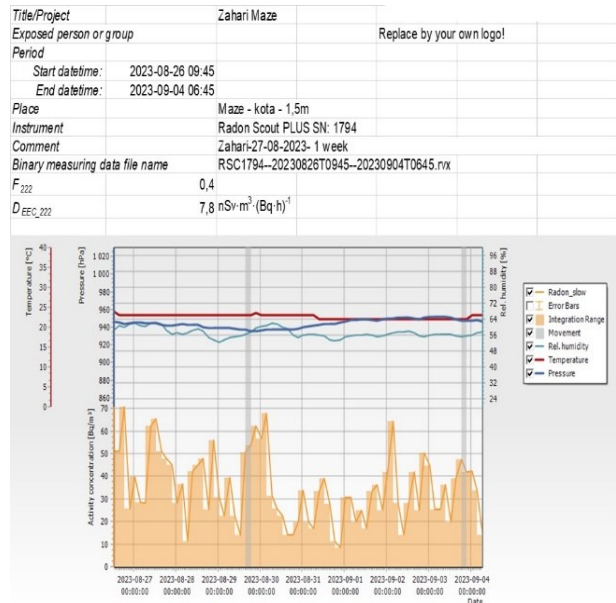 Title/Project Zahari Maze
Exposed person or group Replace by your own logo!
Period
Start datetime: 2023-08-26 09:45
End datetime: 2023-09-04 06:45
Place Maze - kota - 1,5m
Instrument Radon Scout PLUS SN: 1794
Comment Zahari-27-08-2023- 1 week
Binary measuring data file name RSC1794--20230826T0945--20230904T0645.rvx
F222 0,4
DEEC_222 7,8 nSv·m³·(Bq·h)⁻¹
Temperature [°C]
40
35
30
25
20
15
10
5
0
Pressure [hPa]
1 020
1 000
980
960
940
920
900
880
860
Rel. humidity [%]
96
88
80
72
64
56
48
40
32
24
Radon_slow
Error Bars
Integration Range
Movement
Rel. humidity
Temperature
Pressure
Activity concentration [Bq/m³]
70
60
50
40
30
20
10
0
2023-08-27 2023-08-28 2023-08-29 2023-08-30 2023-08-31 2023-09-01 2023-09-02 2023-09-03 2023-09-04
00:00:00 00:00:00 00:00:00 00:00:00 00:00:00 00:00:00 00:00:00 00:00:00 00:00:00
Date